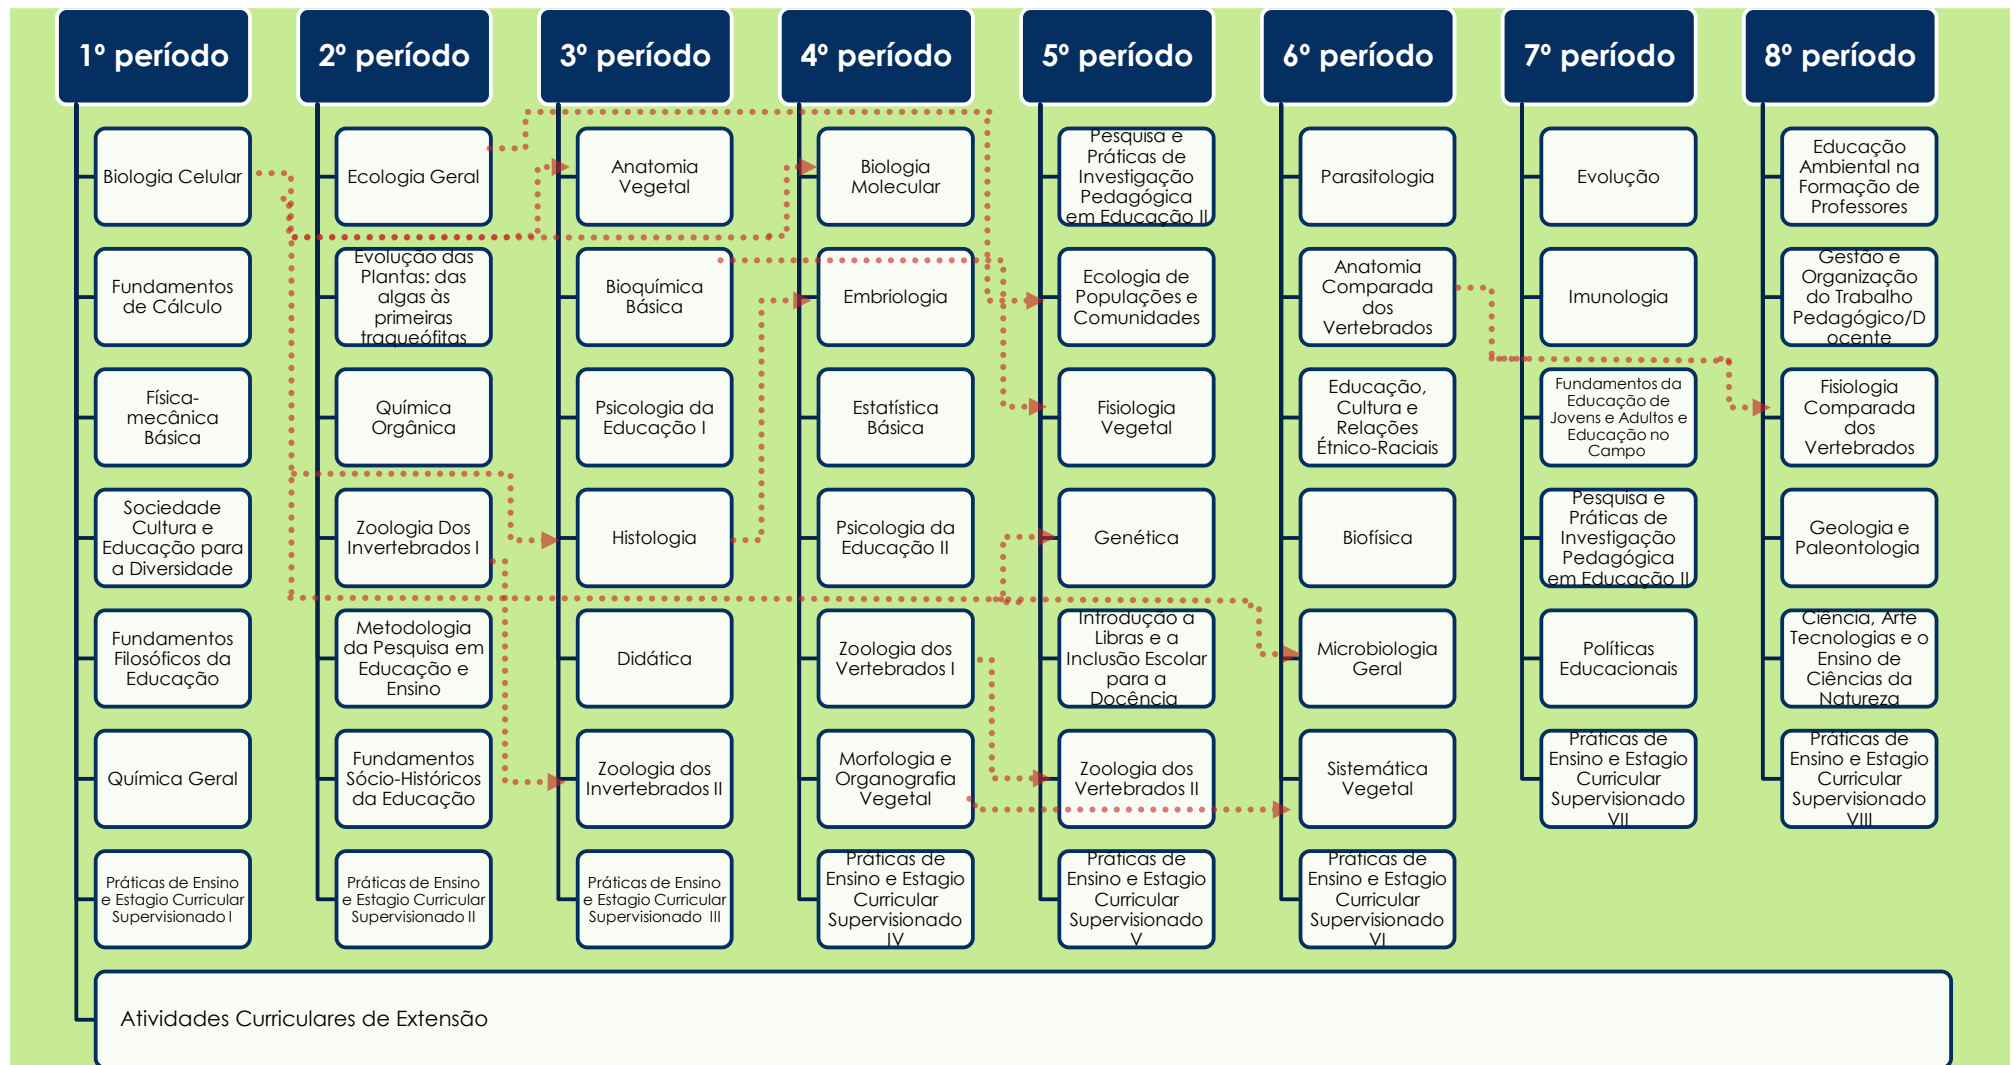 1º período
Biologia Celular
Fundamentos
de Cálculo
Física-
mecânica
Básica
Sociedade
Cultura e
Educação para
a Diversidade
Fundamentos
Filosóficos da
Educação
Química Geral
Práticas de Ensino
e Estagio Curricular
Supervisionado I
Atividades Curriculares de Extensão
2º período
Ecologia Geral
Evolução das
Plantas: das
algas às
primeiras
traqueófitas
Química
Orgânica
Zoologia Dos
Invertebrados I
Metodologia
da Pesquisa em
Educação e
Ensino
Fundamentos
Sócio-Históricos
da Educação
Práticas de Ensino
e Estagio Curricular
Supervisionado II
3º período
Anatomia
Vegetal
Bioquímica
Básica
Psicologia da
Educação I
Histologia
Didática
Zoologia dos
Invertebrados II
Práticas de Ensino
e Estagio Curricular
Supervisionado III
4º período
Biologia
Molecular
Embriologia
Estatística
Básica
Psicologia da
Educação II
Zoologia dos
Vertebrados I
Morfologia e
Organografia
Vegetal
Práticas de
Ensino e Estagio
Curricular
Supervisionado
IV
5º período
Pesquisa e
Práticas de
Investigação
Pedagógica
em Educação II
Ecologia de
Populações e
Comunidades
Fisiologia
Vegetal
Genética
Introdução a
Libras e a
Inclusão Escolar
para a
Docência
Zoologia dos
Vertebrados II
Práticas de
Ensino e Estagio
Curricular
Supervisionado
V
6º período
Parasitologia
Anatomia
Comparada
dos
Vertebrados
Educação,
Cultura e
Relações
Étnico-Raciais
Biofísica
Microbiologia
Geral
Sistemática
Vegetal
Práticas de
Ensino e Estagio
Curricular
Supervisionado
VI
7º período
Evolução
Imunologia
Fundamentos da
Educação de
Jovens e Adultos e
Educação no
Campo
Pesquisa e
Práticas de
Investigação
Pedagógica
em Educação II
Políticas
Educacionais
Práticas de
Ensino e Estagio
Curricular
Supervisionado
VII
8º período
Educação
Ambiental na
Formação de
Professores
Gestão e
Organização
do Trabalho
Pedagógico/D
ocente
Fisiologia
Comparada
dos
Vertebrados
Geologia e
Paleontologia
Ciência, Arte
Tecnologias e o
Ensino de
Ciências da
Natureza
Práticas de
Ensino e Estagio
Curricular
Supervisionado
VIII